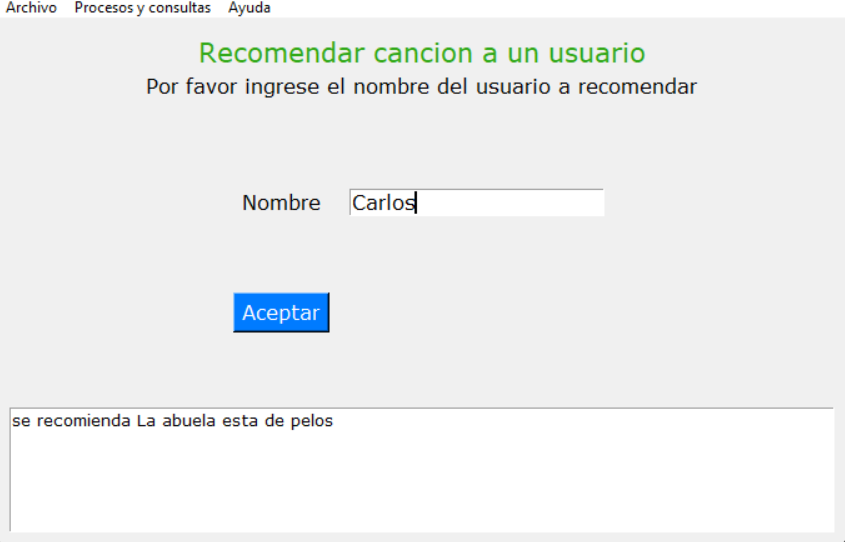 Archivo Procesos y consultas Ayuda
Recomendar cancion a un usuario
Por favor ingrese el nombre del usuario a recomendar
Nombre Carlos
Aceptar
se recomienda La abuela esta de pelos